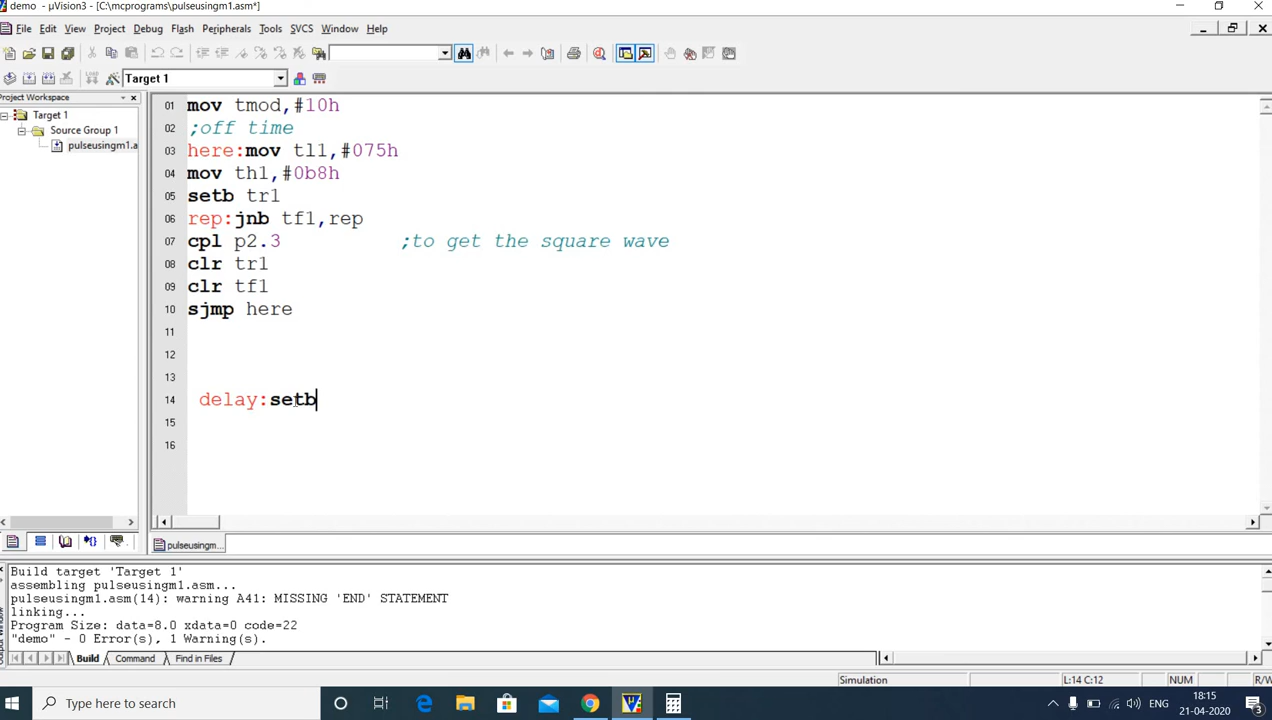 demo - µVision3 - [C:\mcprograms\pulseusingm1.asm*]
File Edit View Project Debug Flash Peripherals Tools SVCS Window Help
Target 1
Project Workspace
Target 1
Source Group 1
pulseusingm1.a
01 mov tmod,#10h
02 ;off time
03 here:mov tl1,#075h
04 mov th1,#0b8h
05 setb tr1
06 rep:jnb tf1,rep
07 cpl p2.3 ;to get the square wave
08 clr tr1
09 clr tf1
10 sjmp here
11
12
13
14 delay:setb
15
16
pulseusingm...
Build target 'Target 1'
assembling pulseusingm1.asm...
pulseusingm1.asm(14): warning A41: MISSING 'END' STATEMENT
linking...
Program Size: data=8.0 xdata=0 code=22
"demo" - 0 Error(s), 1 Warning(s).
Build Command Find in Files
Simulation L:14 C:12 NUM R/W
Type here to search
ENG
18:15
21-04-2020
3